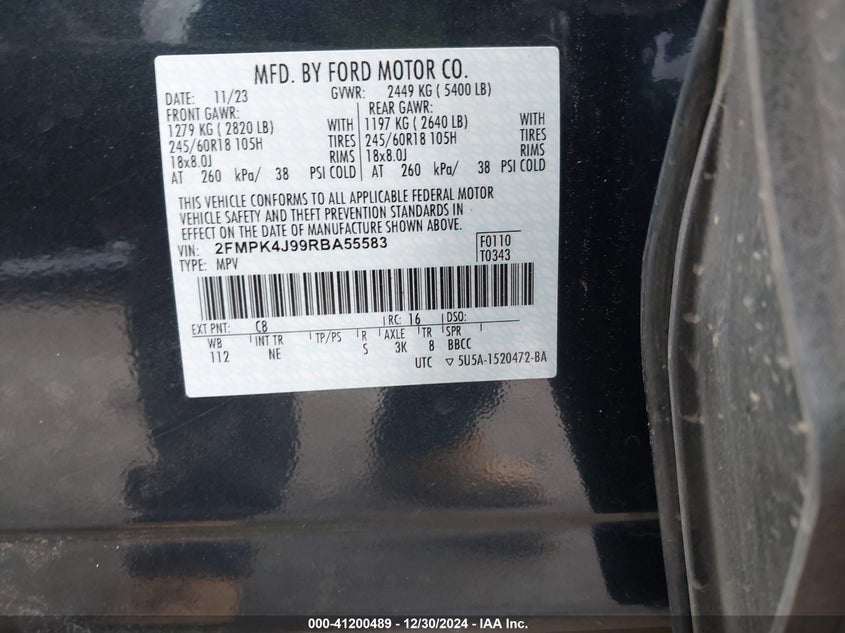 MFD. BY FORD MOTOR CO.
DATE: 11/23 GVWR: 2449 KG ( 5400 LB)
FRONT GAWR: REAR GAWR:
1279 KG ( 2820 LB) WITH 1197 KG ( 2640 LB) WITH
245/60R18 105H TIRES 245/60R18 105H TIRES
18x8.0J RIMS 18x8.0J RIMS
AT 260 kPa/ 38 PSI COLD AT 260 kPa/ 38 PSI COLD
THIS VEHICLE CONFORMS TO ALL APPLICABLE FEDERAL MOTOR
VEHICLE SAFETY AND THEFT PREVENTION STANDARDS IN
EFFECT ON THE DATE OF MANUFACTURE SHOWN ABOVE.
VIN: 2FMPK4J99RBA55583 F0110
TYPE: MPV T0343
EXT PNT: C8 RC: 16 DSO:
WB INT TR TP/PS R AXLE TR SPR
112 NE S 3K 8 BBCC
UTC ▽ 5U5A-1520472-BA
000-41200489 - 12/30/2024 - IAA Inc.